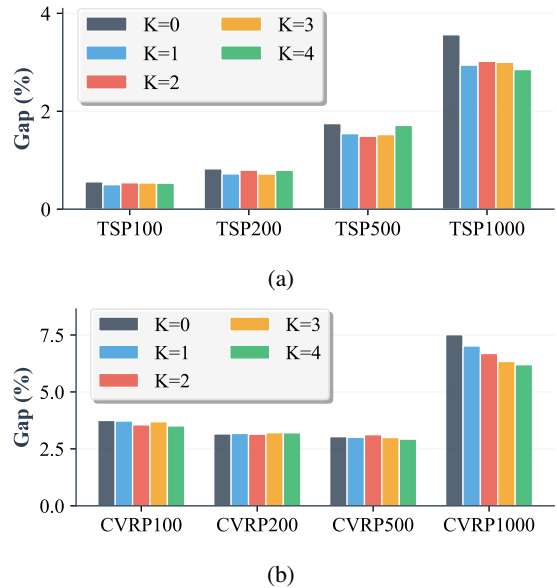 4
2
0
Gap (%)
K=0 K=3
K=1 K=4
K=2
TSP100 TSP200 TSP500 TSP1000
(a)
7.5
5.0
2.5
0.0
Gap (%)
K=0 K=3
K=1 K=4
K=2
CVRP100 CVRP200 CVRP500 CVRP1000
(b)